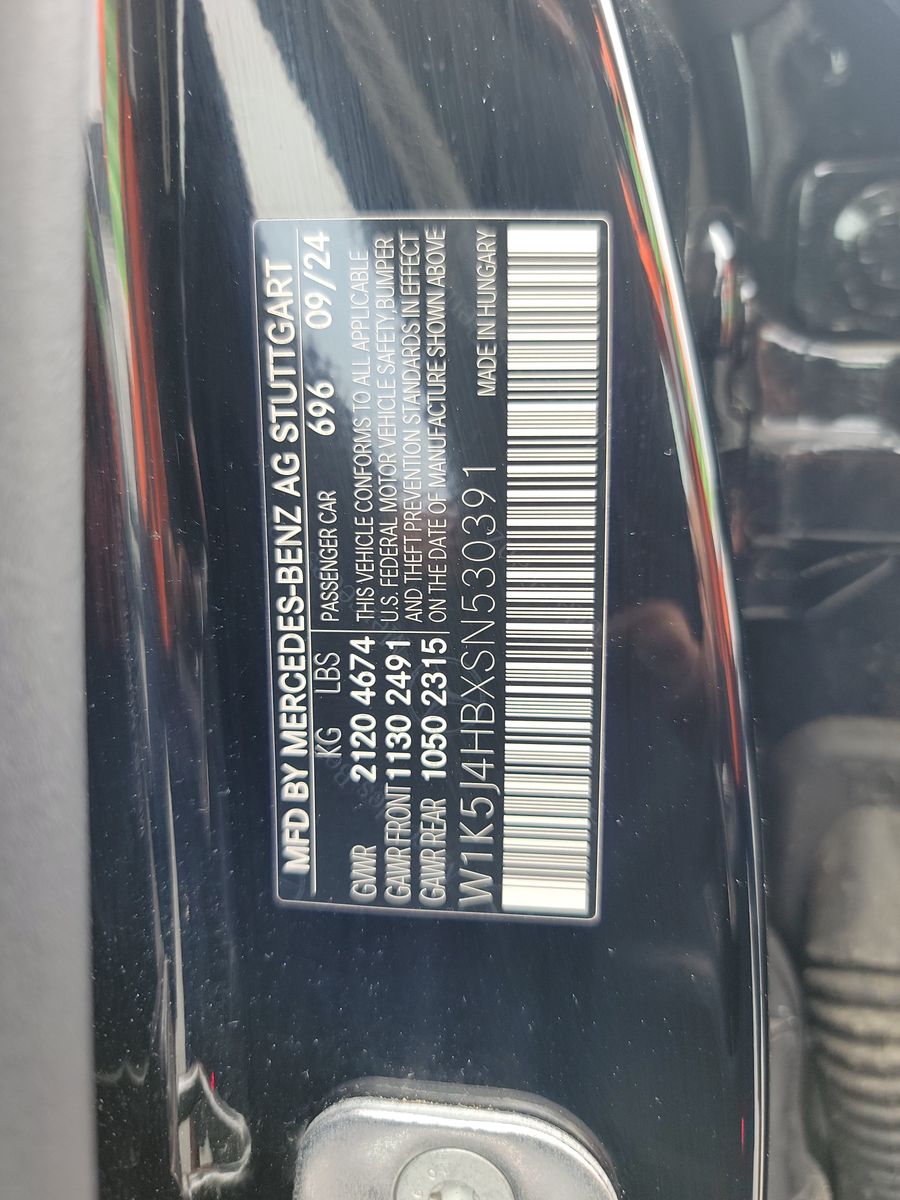 MFD BY MERCEDES-BENZ AG STUTTGART
KG LBS PASSENGER CAR 696 09/24
GVWR 2120 4674 THIS VEHICLE CONFORMS TO ALL APPLICABLE
GAWR FRONT 1130 2491 U.S. FEDERAL MOTOR VEHICLE SAFETY, BUMPER
GAWR REAR 1050 2315 AND THEFT PREVENTION STANDARDS IN EFFECT
ON THE DATE OF MANUFACTURE SHOWN ABOVE
W1K5J4HBXSN530391 MADE IN HUNGARY